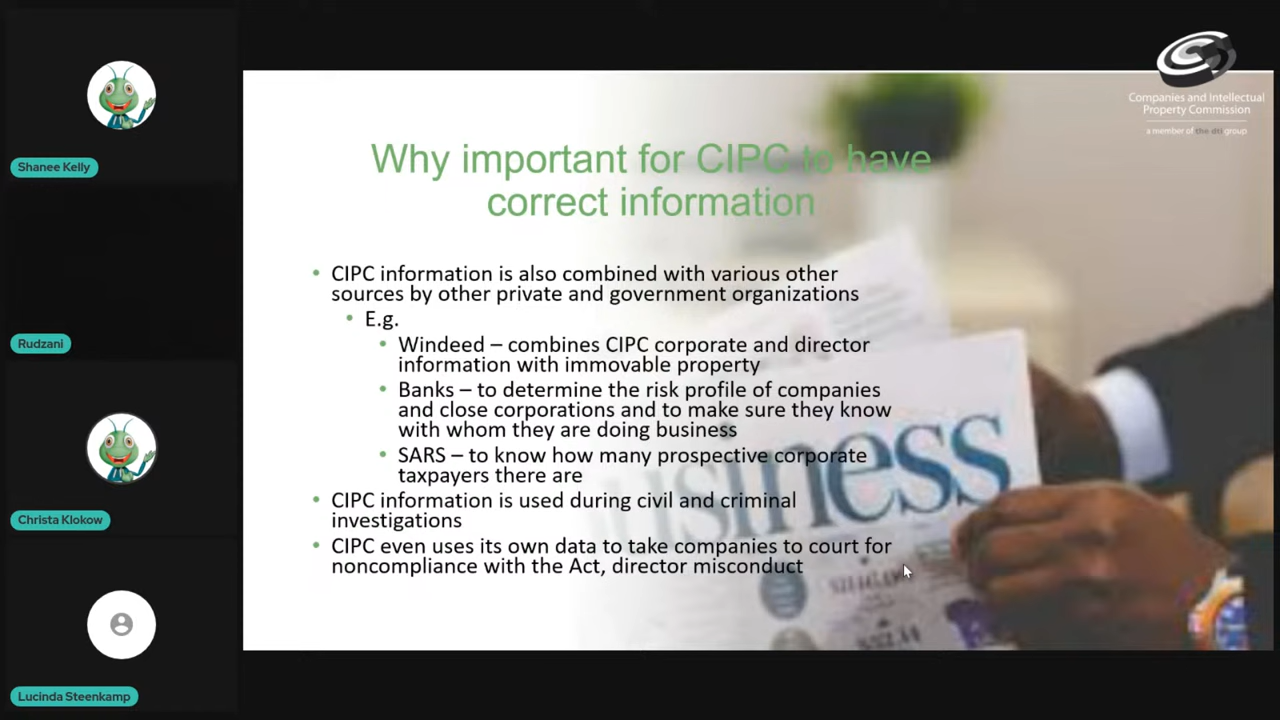 Shanee Kelly
Rudzani
Christa Klokow
Lucinda Steenkamp
Companies and Intellectual
Property Commission
a member of the dti group
Why important for CIPC to have
correct information
• CIPC information is also combined with various other
sources by other private and government organizations
• E.g.
• Windeed – combines CIPC corporate and director
information with immovable property
• Banks – to determine the risk profile of companies
and close corporations and to make sure they know
with whom they are doing business
• SARS – to know how many prospective corporate
taxpayers there are
• CIPC information is used during civil and criminal
investigations
• CIPC even uses its own data to take companies to court for
noncompliance with the Act, director misconduct
business